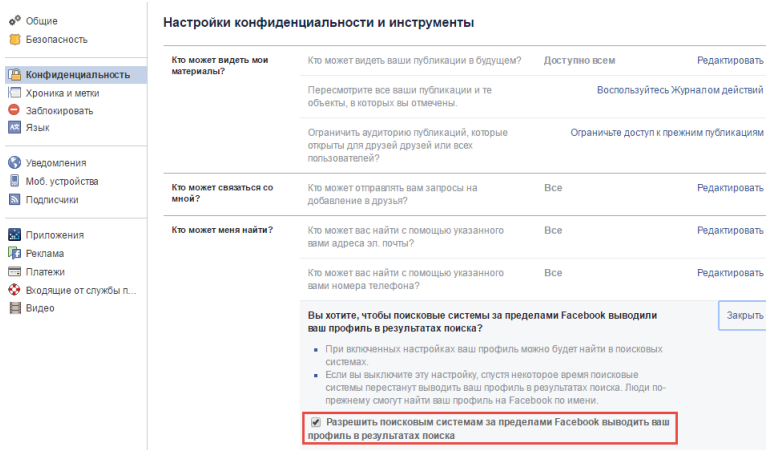 Общие
Безопасность
Конфиденциальность
Хроника и метки
Заблокировать
Язык
Уведомления
Моб. устройства
Подписчики
Приложения
Реклама
Платежи
Входящие от службы п...
Видео
Настройки конфиденциальности и инструменты
Кто может видеть мои
материалы?
Кто может видеть ваши публикации в будущем?
Доступно всем
Редактировать
Пересмотрите все ваши публикации и те
объекты, в которых вы отмечены.
Воспользуйтесь Журналом действий
Ограничить аудиторию публикаций, которые
открыты для друзей друзей или всех
пользователей?
Ограничьте доступ к прежним публикациям
Кто может связаться со
мной?
Кто может отправлять вам запросы на
добавление в друзья?
Все
Редактировать
Кто может меня найти?
Кто может вас найти с помощью указанного
вами адреса эл. почты?
Все
Редактировать
Кто может вас найти с помощью указанного
вами номера телефона?
Все
Редактировать
Вы хотите, чтобы поисковые системы за пределами Facebook выводили
ваш профиль в результатах поиска?
Закрыть
При включенных настройках ваш профиль можно будет найти в поисковых
системах.
Если вы выключите эту настройку, спустя некоторое время поисковые
системы перестанут выводить ваш профиль в результатах поиска. Люди по-
прежнему смогут найти ваш профиль на Facebook по имени.
Разрешить поисковым системам за пределами Facebook выводить ваш
профиль в результатах поиска